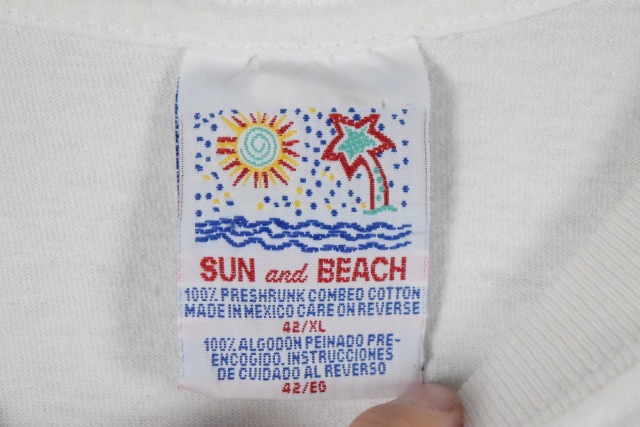 SUN and BEACH
100% PRESHRUNK COMBED COTTON
MADE IN MEXICO CARE ON REVERSE
42/XL
100% ALGODON PEINADO PRE-
ENCOGIDO. INSTRUCCIONES
DE CUIDADO AL REVERSO
42/EG